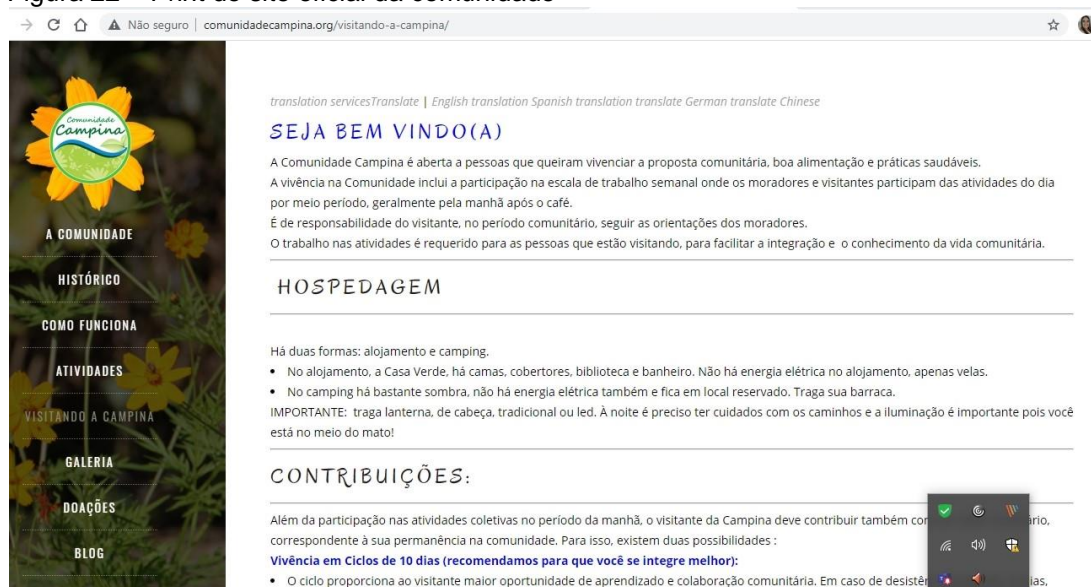 Não seguro | comunidadecampina.org/visitando-a-campina/
Comunidade
Campina
A COMUNIDADE
HISTÓRICO
COMO FUNCIONA
ATIVIDADES
VISITANDO A CAMPINA
GALERIA
DOAÇÕES
BLOG
translation servicesTranslate | English translation Spanish translation translate German translate Chinese
SEJA BEM VINDO(A)
A Comunidade Campina é aberta a pessoas que queiram vivenciar a proposta comunitária, boa alimentação e práticas saudáveis.
A vivência na Comunidade inclui a participação na escala de trabalho semanal onde os moradores e visitantes participam das atividades do dia
por meio período, geralmente pela manhã após o café.
É de responsabilidade do visitante, no período comunitário, seguir as orientações dos moradores.
O trabalho nas atividades é requerido para as pessoas que estão visitando, para facilitar a integração e o conhecimento da vida comunitária.
HOSPEDAGEM
Há duas formas: alojamento e camping.
• No alojamento, a Casa Verde, há camas, cobertores, biblioteca e banheiro. Não há energia elétrica no alojamento, apenas velas.
• No camping há bastante sombra, não há energia elétrica também e fica em local reservado. Traga sua barraca.
IMPORTANTE: traga lanterna, de cabeça, tradicional ou led. À noite é preciso ter cuidados com os caminhos e a iluminação é importante pois você
está no meio do mato!
CONTRIBUIÇÕES:
Além da participação nas atividades coletivas no período da manhã, o visitante da Campina deve contribuir também
correspondente à sua permanência na comunidade. Para isso, existem duas possibilidades :
Vivência em Ciclos de 10 dias (recomendamos para que você se integre melhor):
• O ciclo proporciona ao visitante maior oportunidade de aprendizado e colaboração comunitária. Em caso de